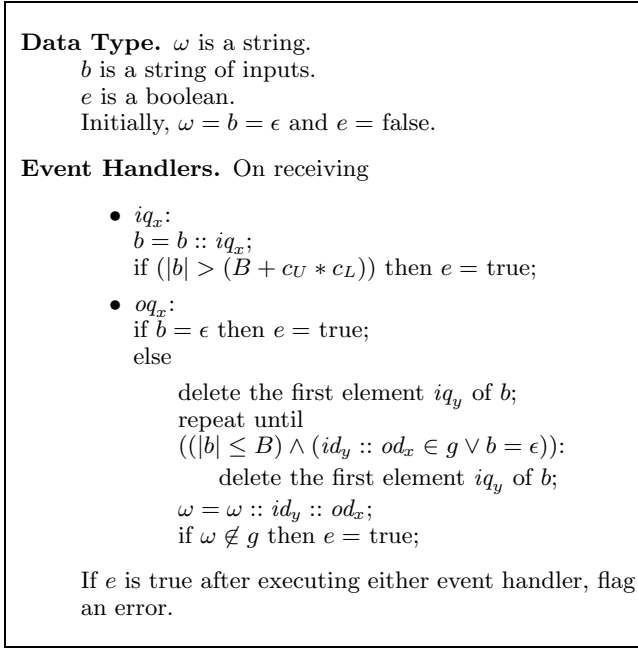 Data Type. ω is a string.
b is a string of inputs.
e is a boolean.
Initially, ω = b = ϵ and e = false.
Event Handlers. On receiving
• iq_x:
b = b :: iq_x;
if (|b| > (B + c_U ∗ c_L)) then e = true;
• oq_x:
if b = ϵ then e = true;
else
delete the first element iq_y of b;
repeat until
((|b| ≤ B) ∧ (id_y :: od_x ∈ g ∨ b = ϵ)):
delete the first element iq_y of b;
ω = ω :: id_y :: od_x;
if ω ∉ g then e = true;
If e is true after executing either event handler, flag
an error.